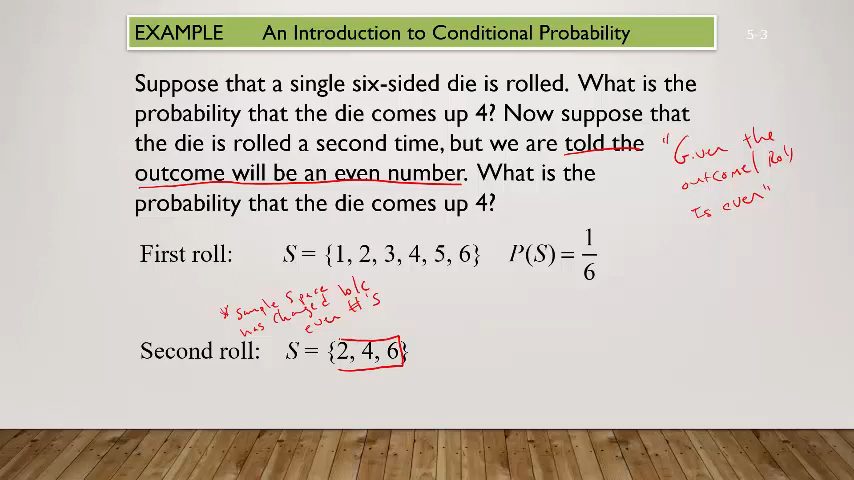 EXAMPLE An Introduction to Conditional Probability
5-3
Suppose that a single six-sided die is rolled. What is the
probability that the die comes up 4? Now suppose that
the die is rolled a second time, but we are told the
outcome will be an even number. What is the
probability that the die comes up 4?
"Given the
outcome/Roll
Is even"
First roll: S = {1, 2, 3, 4, 5, 6} P(S) = 1/6
* Sample Space
has changed b/c
even #'s
Second roll: S = {2, 4, 6}